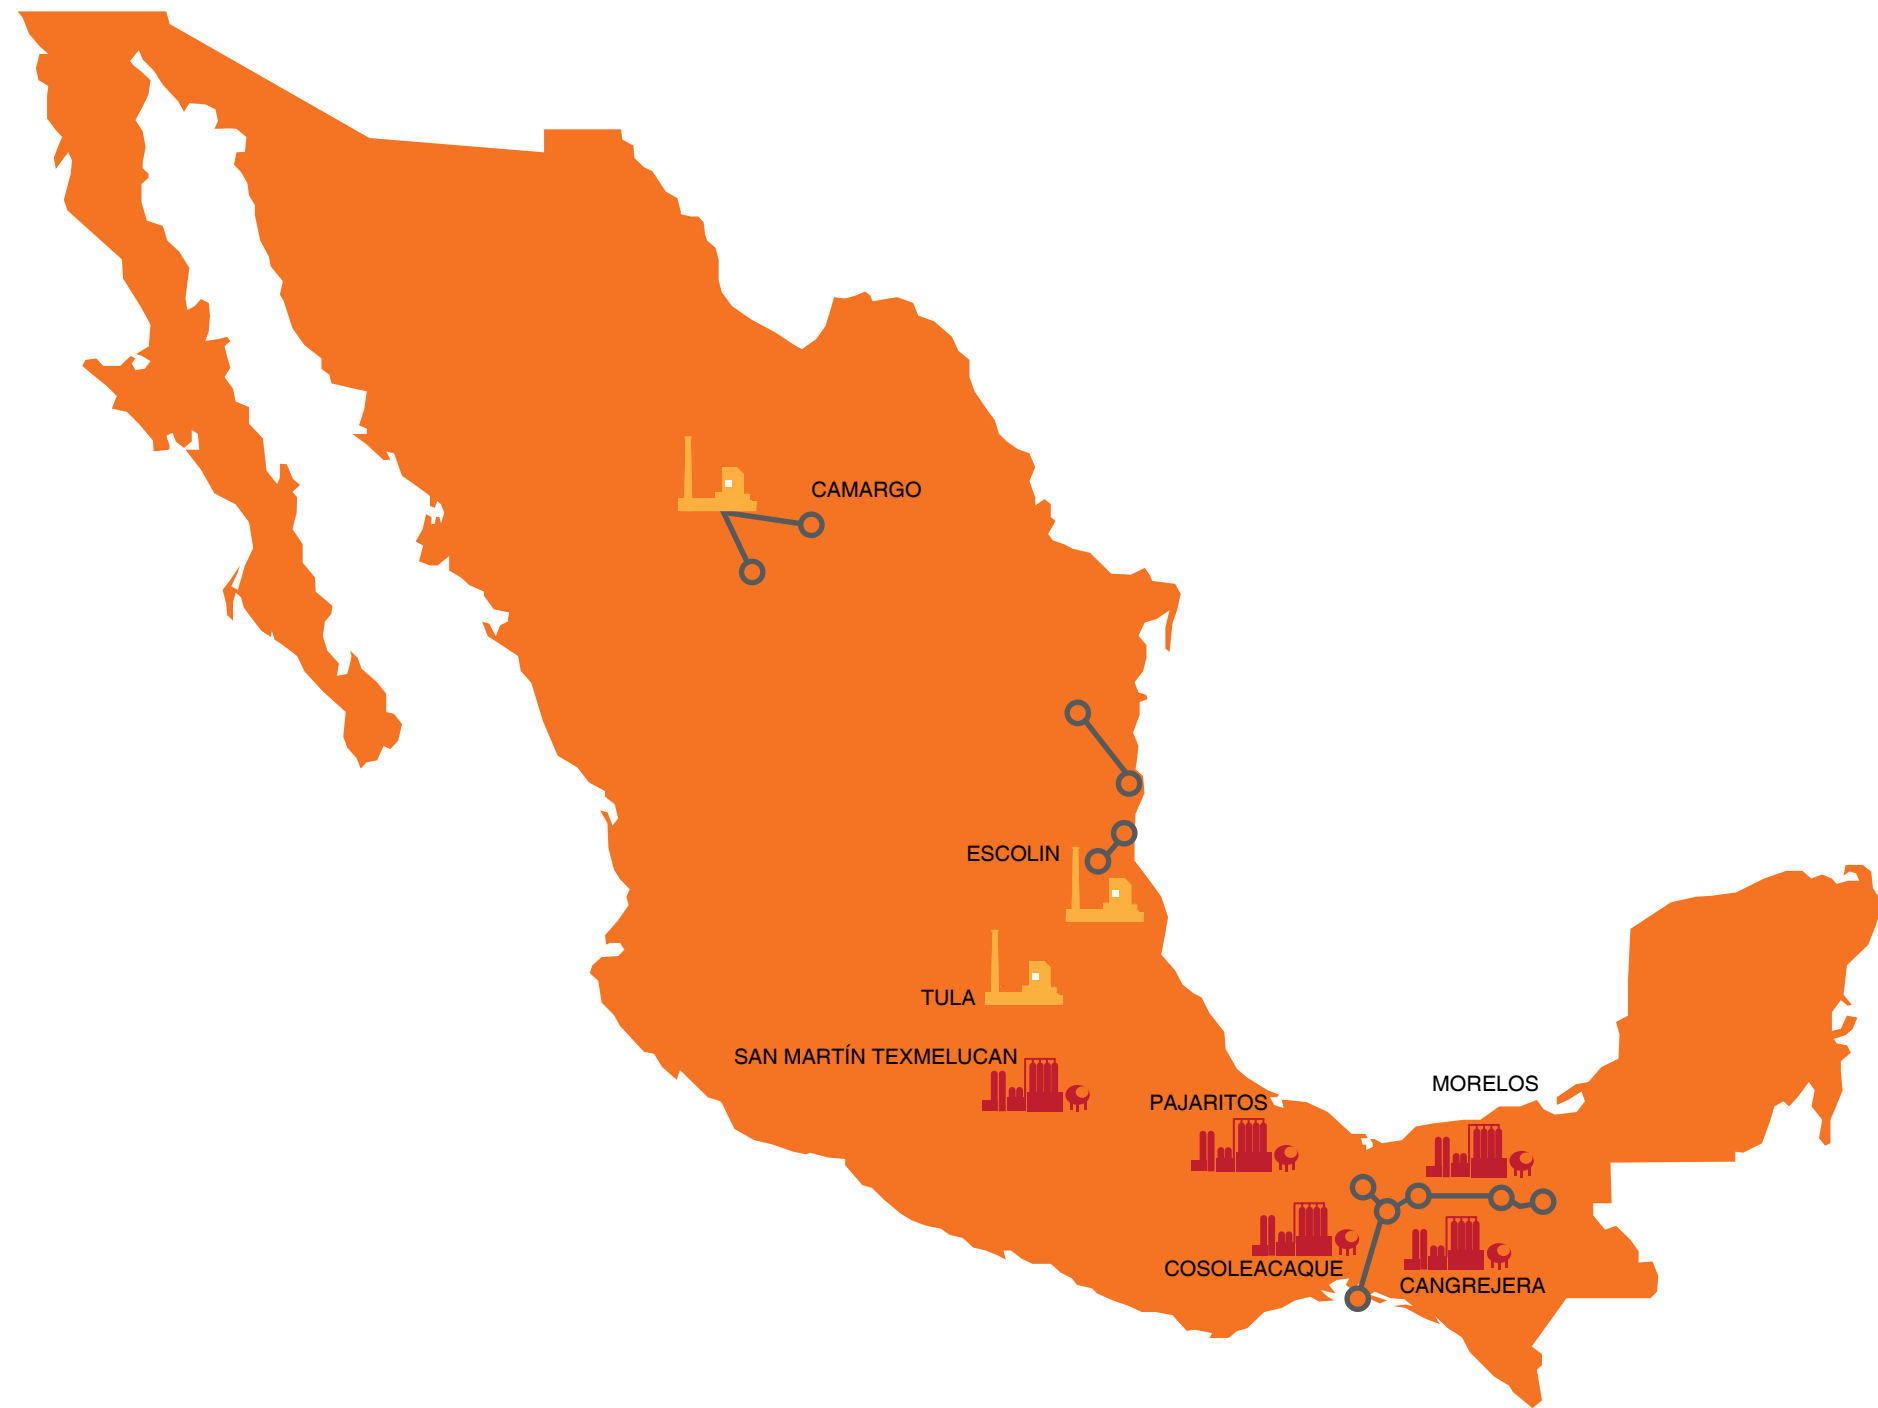 CAMARGO
ESCOLIN
TULA
SAN MARTÍN TEXMELUCAN
MORELOS
PAJARITOS
COSOLEACAQUE
CANGREJERA